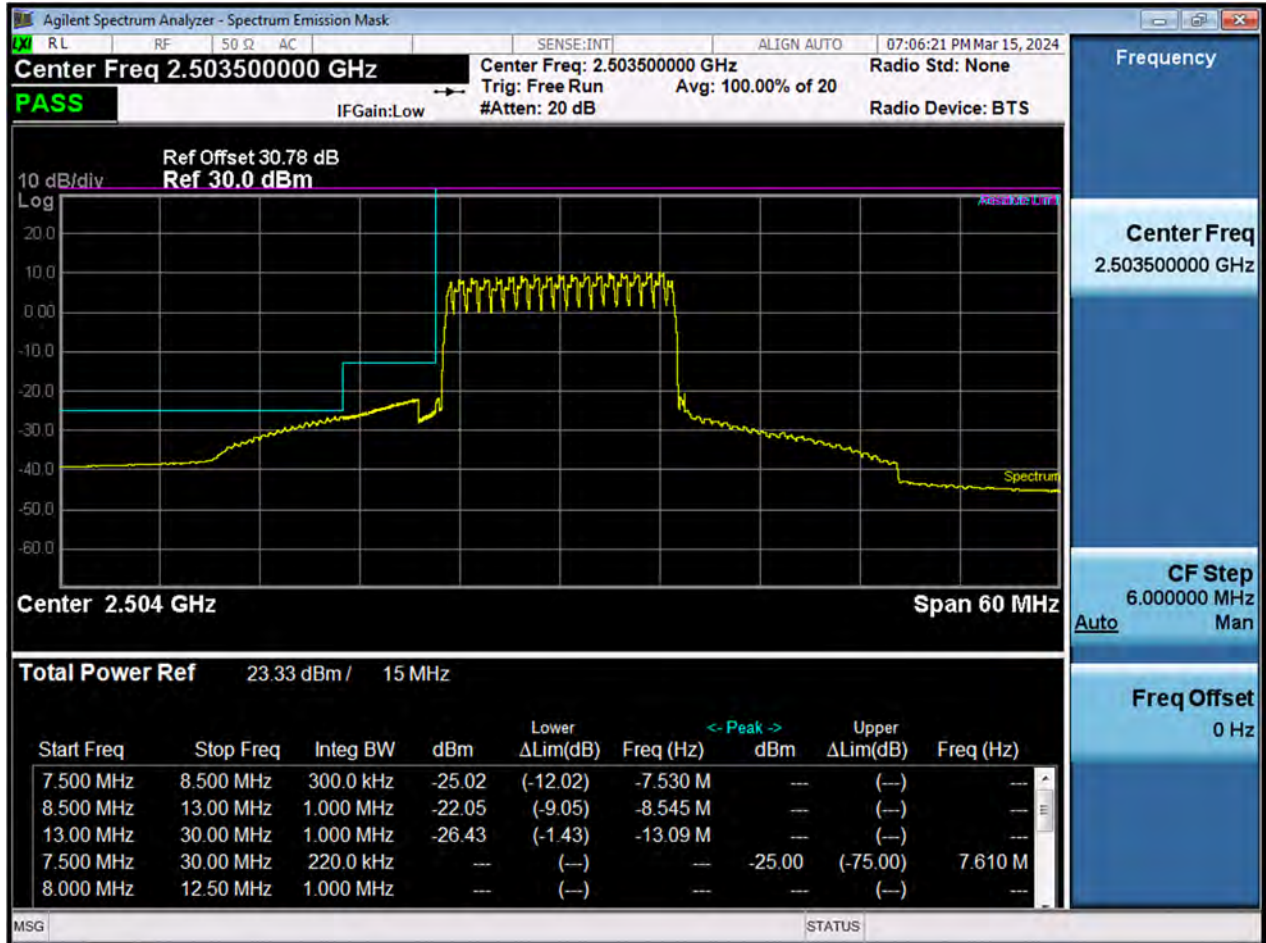 Agilent Spectrum Analyzer - Spectrum Emission Mask
LXI RL RF 50 Ω AC SENSE:INT ALIGN AUTO 07:06:21 PM Mar 15, 2024
Center Freq 2.503500000 GHz Center Freq: 2.503500000 GHz Radio Std: None
Trig: Free Run Avg: 100.00% of 20
PASS IFGain:Low #Atten: 20 dB Radio Device: BTS
Ref Offset 30.78 dB
10 dB/div Ref 30.0 dBm
Log
Absolute Limit
20.0
10.0
0.00
-10.0
-20.0
-30.0
-40.0
Spectrum
-50.0
-60.0
Center 2.504 GHz Span 60 MHz
Total Power Ref 23.33 dBm / 15 MHz
Lower <- Peak -> Upper
Start Freq Stop Freq Integ BW dBm ΔLim(dB) Freq (Hz) dBm ΔLim(dB) Freq (Hz)
7.500 MHz 8.500 MHz 300.0 kHz -25.02 (-12.02) -7.530 M --- (---) ---
8.500 MHz 13.00 MHz 1.000 MHz -22.05 (-9.05) -8.545 M --- (---) ---
13.00 MHz 30.00 MHz 1.000 MHz -26.43 (-1.43) -13.09 M --- (---) ---
7.500 MHz 30.00 MHz 220.0 kHz --- (---) --- -25.00 (-75.00) 7.610 M
8.000 MHz 12.50 MHz 1.000 MHz --- (---) --- --- (---) ---
MSG STATUS
Frequency
Center Freq
2.503500000 GHz
CF Step
6.000000 MHz
Auto Man
Freq Offset
0 Hz